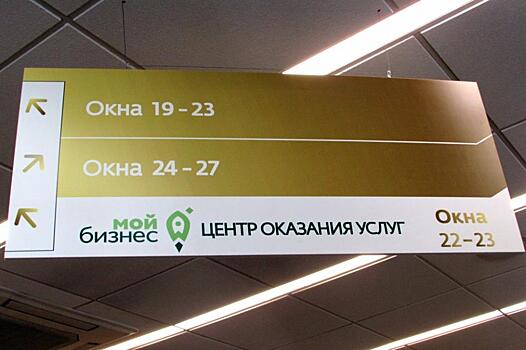 Окна 19-23
Окна 24-27
мой бизнес ЦЕНТР ОКАЗАНИЯ УСЛУГ Окна 22-23